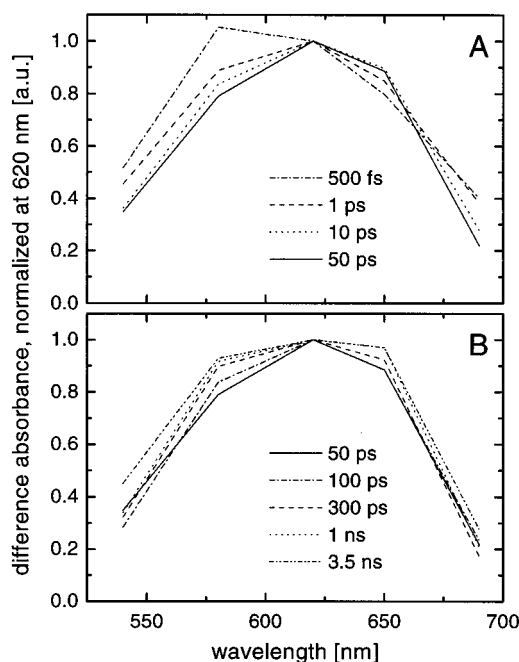 difference absorbance, normalized at 620 nm [a.u.]
A
1.0
0.8
0.6
0.4
0.2
0.0
500 fs
1 ps
10 ps
50 ps
B
1.0
0.8
0.6
0.4
0.2
0.0
50 ps
100 ps
300 ps
1 ns
3.5 ns
550
600
650
700
wavelength [nm]